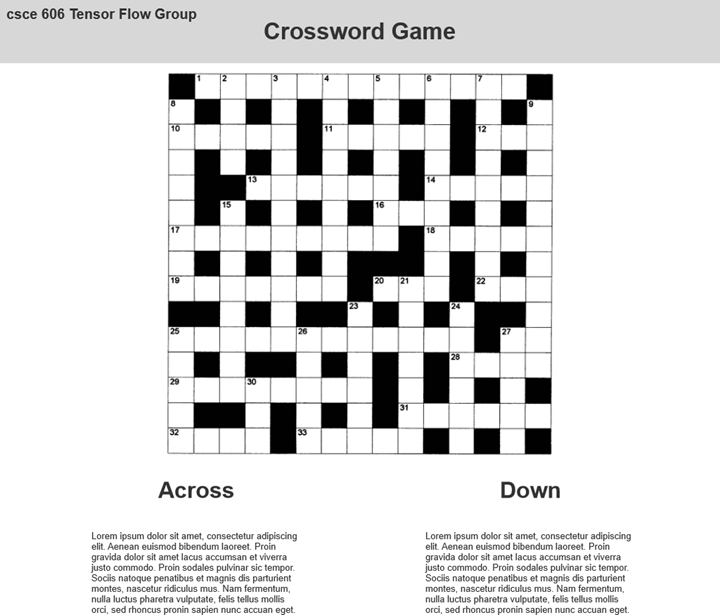 csce 606 Tensor Flow Group
Crossword Game
1 2 3 4 5 6 7
8 9
10 11 12
13 14
15 16
17 18
19 20 21 22
23 24
25 26 27
28
29 30
31
32 33
Across
Lorem ipsum dolor sit amet, consectetur adipiscing
elit. Aenean euismod bibendum laoreet. Proin
gravida dolor sit amet lacus accumsan et viverra
justo commodo. Proin sodales pulvinar sic tempor.
Sociis natoque penatibus et magnis dis parturient
montes, nascetur ridiculus mus. Nam fermentum,
nulla luctus pharetra vulputate, felis tellus mollis
orci, sed rhoncus pronin sapien nunc accuan eget.
Down
Lorem ipsum dolor sit amet, consectetur adipiscing
elit. Aenean euismod bibendum laoreet. Proin
gravida dolor sit amet lacus accumsan et viverra
justo commodo. Proin sodales pulvinar sic tempor.
Sociis natoque penatibus et magnis dis parturient
montes, nascetur ridiculus mus. Nam fermentum,
nulla luctus pharetra vulputate, felis tellus mollis
orci, sed rhoncus pronin sapien nunc accuan eget.